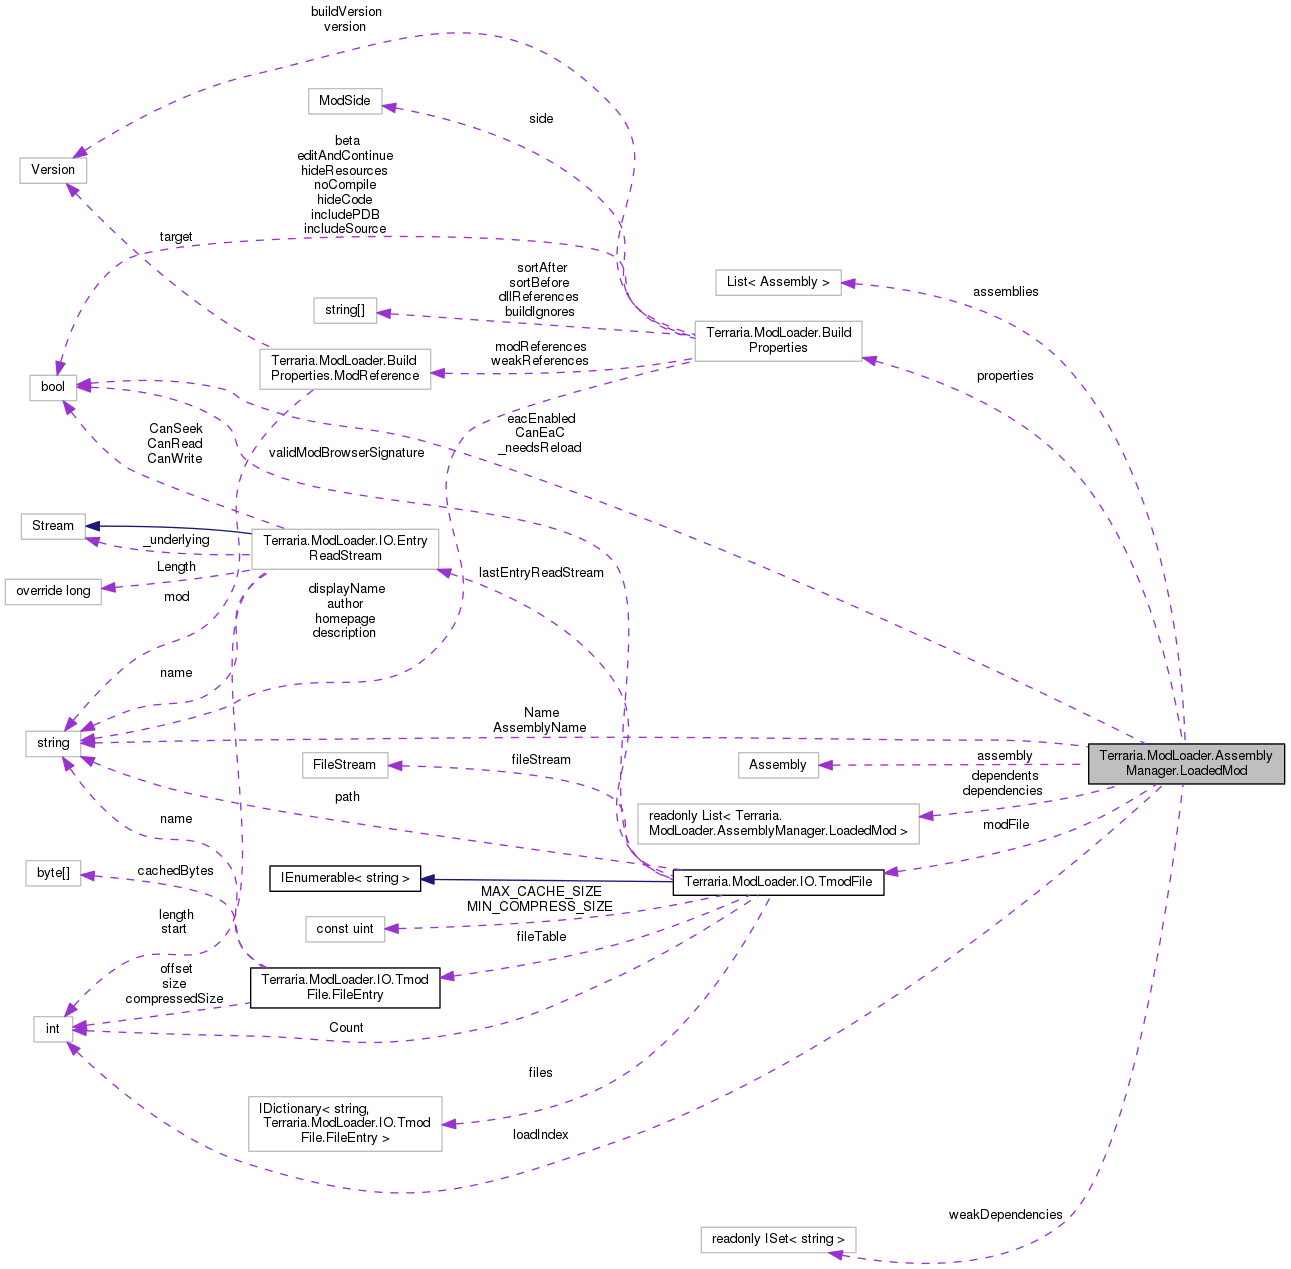 buildVersion
version
ModSide
side
beta
editAndContinue
hideResources
noCompile
hideCode
includePDB
includeSource
Version
target
List< Assembly >
assemblies
sortAfter
sortBefore
dllReferences
buildIgnores
string[]
Terraria.ModLoader.Build
Properties
modReferences
weakReferences
Terraria.ModLoader.Build
Properties.ModReference
properties
bool
eacEnabled
CanEaC
_needsReload
CanSeek
CanRead
CanWrite
validModBrowserSignature
Stream
_underlying
Terraria.ModLoader.IO.Entry
ReadStream
Length
lastEntryReadStream
override long
mod
displayName
author
homepage
description
name
Name
AssemblyName
string
FileStream
fileStream
Assembly
assembly
Terraria.ModLoader.Assembly
Manager.LoadedMod
dependents
dependencies
path
readonly List< Terraria.
ModLoader.AssemblyManager.LoadedMod >
modFile
name
byte[]
cachedBytes
IEnumerable< string >
Terraria.ModLoader.IO.TmodFile
MAX_CACHE_SIZE
MIN_COMPRESS_SIZE
length
start
const uint
fileTable
offset
size
compressedSize
Terraria.ModLoader.IO.Tmod
File.FileEntry
int
Count
files
IDictionary< string,
Terraria.ModLoader.IO.Tmod
File.FileEntry >
loadIndex
weakDependencies
readonly ISet< string >